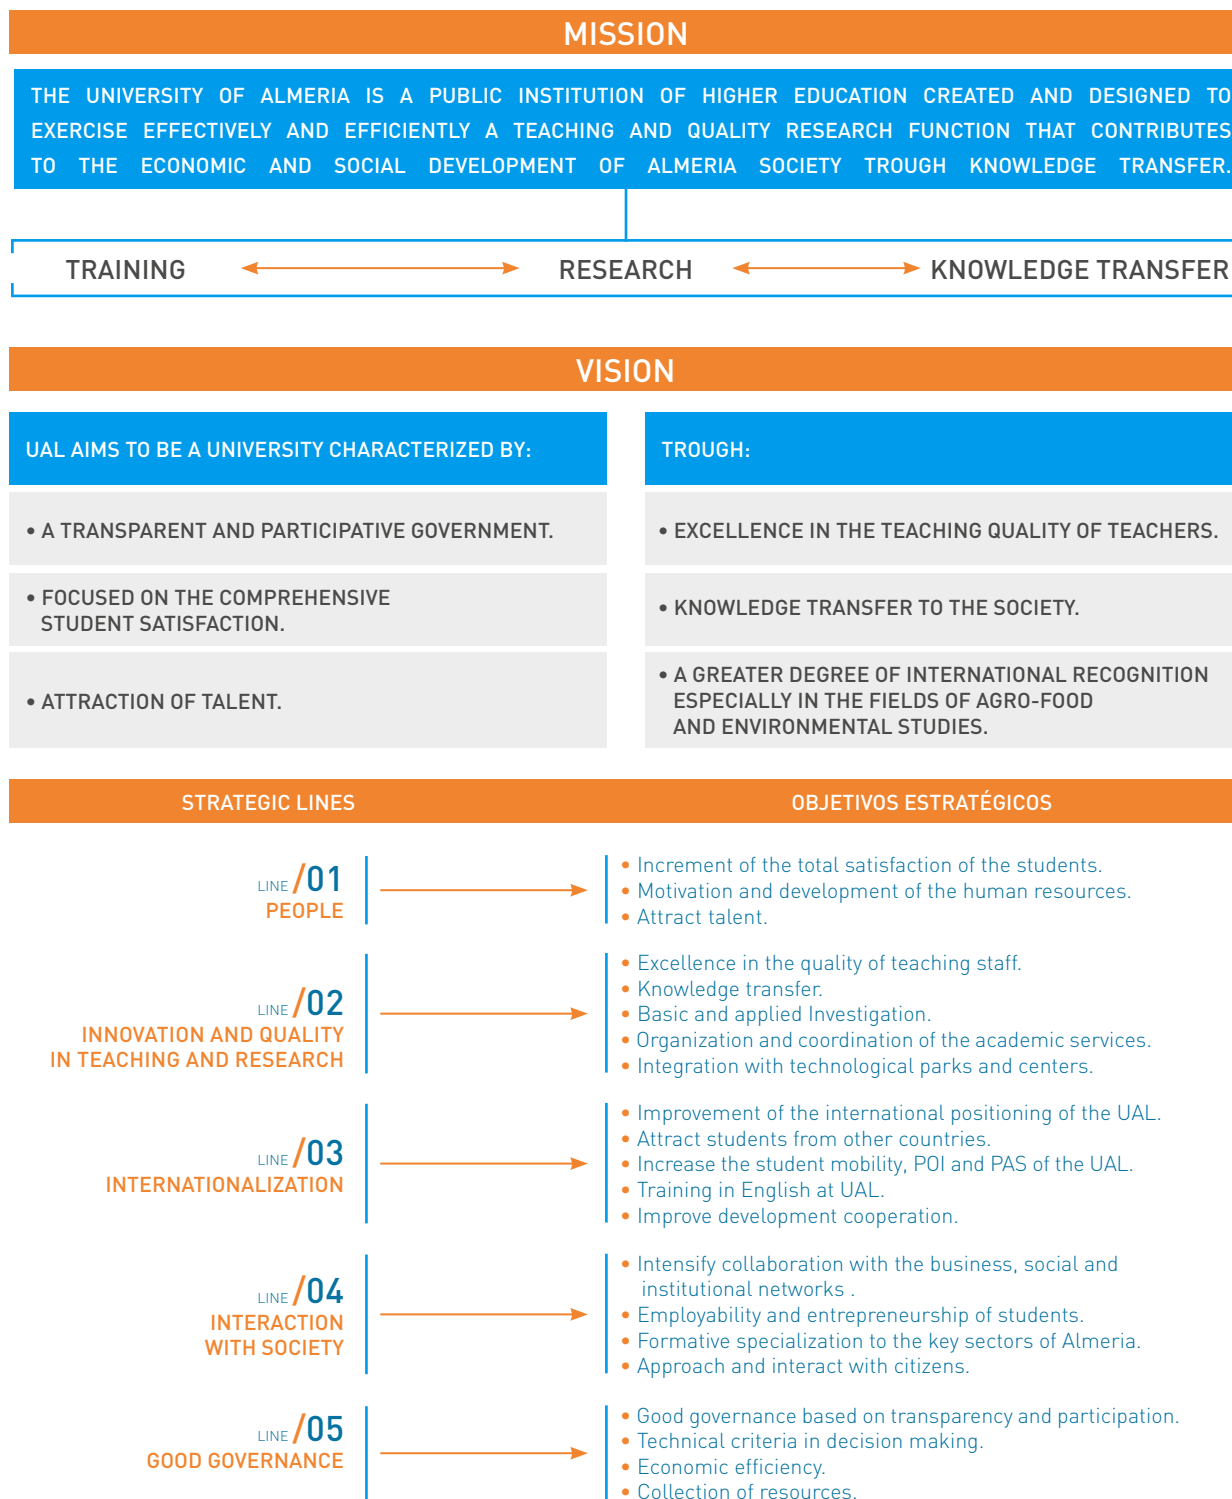 MISSION
THE UNIVERSITY OF ALMERIA IS A PUBLIC INSTITUTION OF HIGHER EDUCATION CREATED AND DESIGNED TO
EXERCISE EFFECTIVELY AND EFFICIENTLY A TEACHING AND QUALITY RESEARCH FUNCTION THAT CONTRIBUTES
TO THE ECONOMIC AND SOCIAL DEVELOPMENT OF ALMERIA SOCIETY TROUGH KNOWLEDGE TRANSFER.
TRAINING RESEARCH KNOWLEDGE TRANSFER
VISION
UAL AIMS TO BE A UNIVERSITY CHARACTERIZED BY:
• A TRANSPARENT AND PARTICIPATIVE GOVERNMENT.
• FOCUSED ON THE COMPREHENSIVE
STUDENT SATISFACTION.
• ATTRACTION OF TALENT.
TROUGH:
• EXCELLENCE IN THE TEACHING QUALITY OF TEACHERS.
• KNOWLEDGE TRANSFER TO THE SOCIETY.
• A GREATER DEGREE OF INTERNATIONAL RECOGNITION
ESPECIALLY IN THE FIELDS OF AGRO-FOOD
AND ENVIRONMENTAL STUDIES.
STRATEGIC LINES
OBJETIVOS ESTRATÉGICOS
LINE /01
PEOPLE
• Increment of the total satisfaction of the students.
• Motivation and development of the human resources.
• Attract talent.
LINE /02
INNOVATION AND QUALITY
IN TEACHING AND RESEARCH
• Excellence in the quality of teaching staff.
• Knowledge transfer.
• Basic and applied Investigation.
• Organization and coordination of the academic services.
• Integration with technological parks and centers.
LINE /03
INTERNATIONALIZATION
• Improvement of the international positioning of the UAL.
• Attract students from other countries.
• Increase the student mobility, POI and PAS of the UAL.
• Training in English at UAL.
• Improve development cooperation.
LINE /04
INTERACTION
WITH SOCIETY
• Intensify collaboration with the business, social and
institutional networks .
• Employability and entrepreneurship of students.
• Formative specialization to the key sectors of Almeria.
• Approach and interact with citizens.
LINE /05
GOOD GOVERNANCE
• Good governance based on transparency and participation.
• Technical criteria in decision making.
• Economic efficiency.
• Collection of resources.